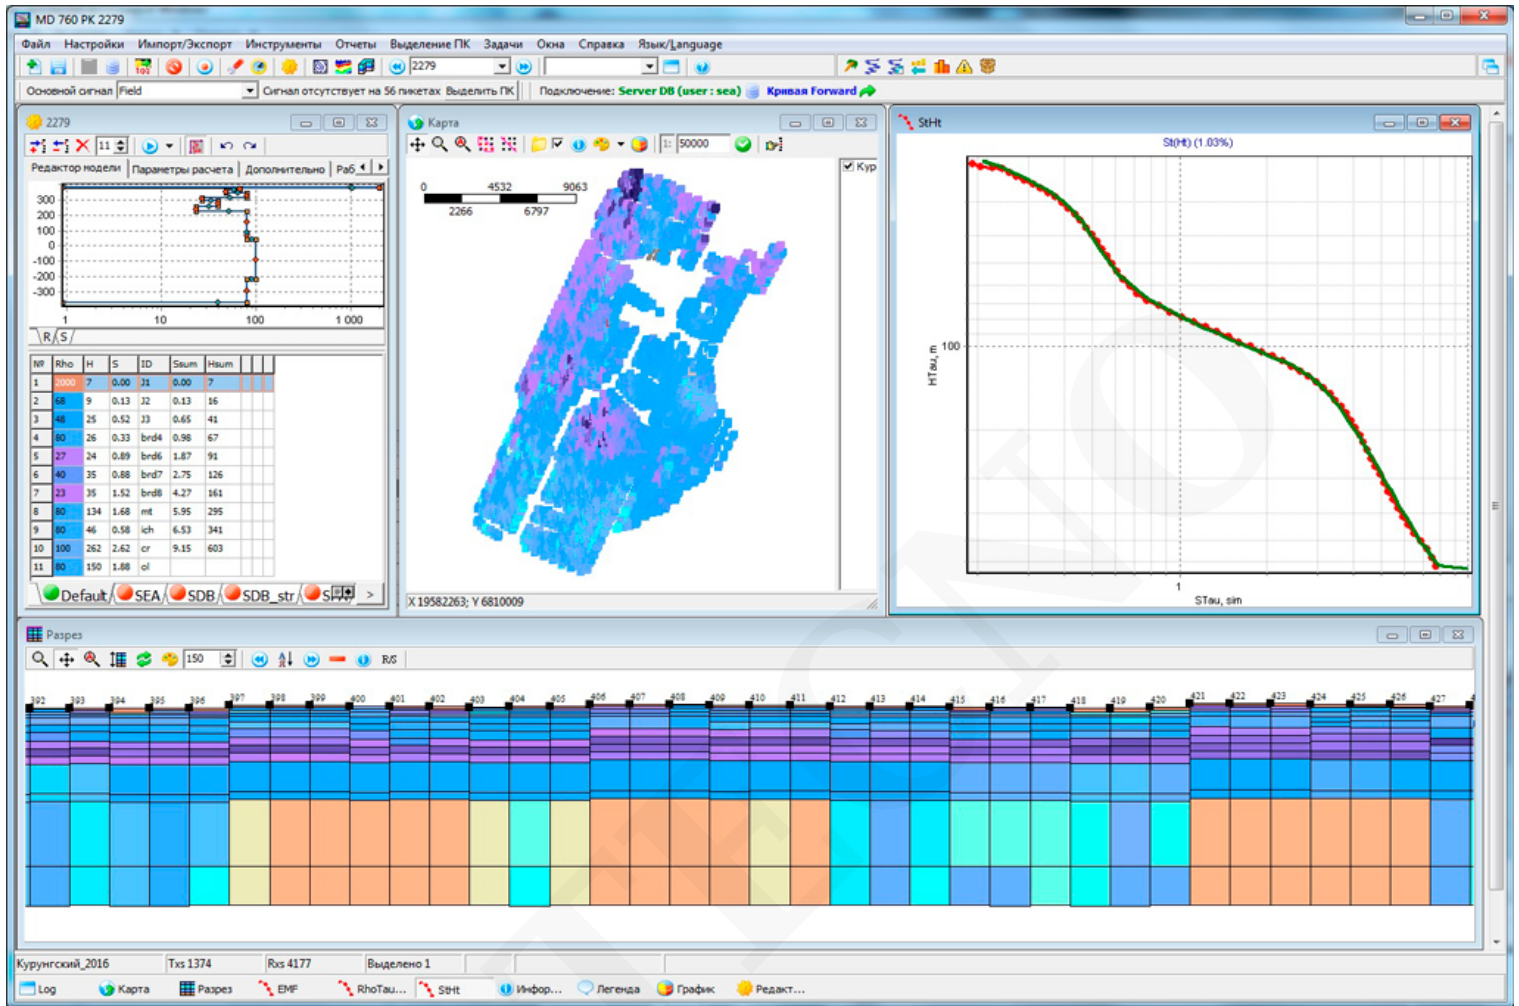 MD 760 PK 2279
Файл Настройки Импорт/Экспорт Инструменты Отчеты Выделение ПК Задачи Окна Справка Язык/Language
2279
Основной сигнал Field Сигнал отсутствует на 56 пикетах Выделить ПК Подключение: Server DB (user : sea) Кривая Forward
2279
11
Редактор модели Параметры расчета Дополнительно Раб
300
200
100
0
-100
-200
-300
1 10 100 1 000
R S
№ Rho H S ID Ssum Hsum
1 2000 7 0.00 J1 0.00 7
2 68 9 0.13 J2 0.13 16
3 48 25 0.52 J3 0.65 41
4 80 26 0.33 brd4 0.98 67
5 27 24 0.89 brd6 1.87 91
6 40 35 0.88 brd7 2.75 126
7 23 35 1.52 brd8 4.27 161
8 80 134 1.68 mt 5.95 295
9 80 46 0.58 ich 6.53 341
10 100 262 2.62 cr 9.15 603
11 80 150 1.88 ol
Default SEA SDB SDB_str
Карта
1: 50000
Кур
0 4532 9063
2266 6797
X 19582263; Y 6810009
StHt
St(Ht) (1.03%)
HTau, m
100
1
STau, sim
Разрез
150 R/S
392 393 394 395 396 397 398 399 400 401 402 403 404 405 406 407 408 409 410 411 412 413 414 415 416 417 418 419 420 421 422 423 424 425 426 427
Курунгский_2016 Txs 1374 Rxs 4177 Выделено 1
Log Карта Разрез EMF RhoTau... StHt Инфор... Легенда График Редакт...
TECNO